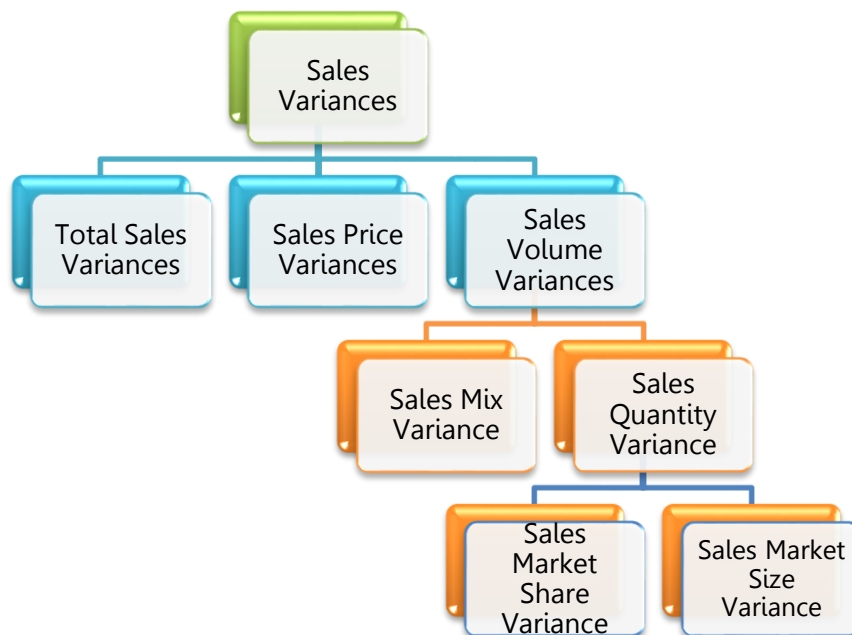 Sales
Variances
Total Sales
Variances
Sales Price
Variances
Sales
Volume
Variances
Sales Mix
Variance
Sales
Quantity
Variance
Sales
Market
Share
Variance
Sales Market
Size
Variance